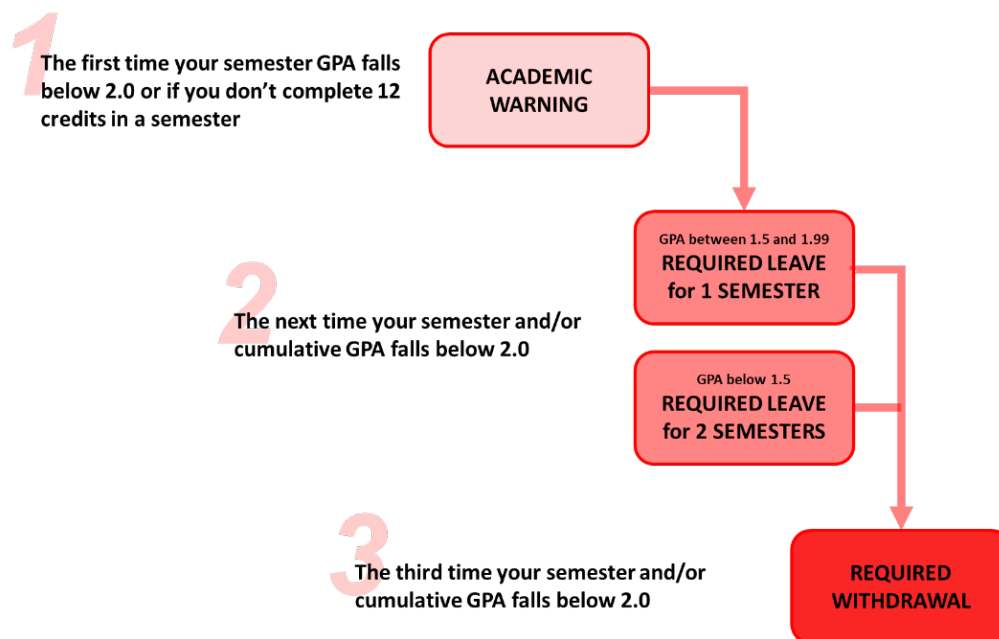 1
The first time your semester GPA falls
below 2.0 or if you don’t complete 12
credits in a semester
ACADEMIC
WARNING
2
The next time your semester and/or
cumulative GPA falls below 2.0
GPA between 1.5 and 1.99
REQUIRED LEAVE
for 1 SEMESTER
GPA below 1.5
REQUIRED LEAVE
for 2 SEMESTERS
3
The third time your semester and/or
cumulative GPA falls below 2.0
REQUIRED
WITHDRAWAL